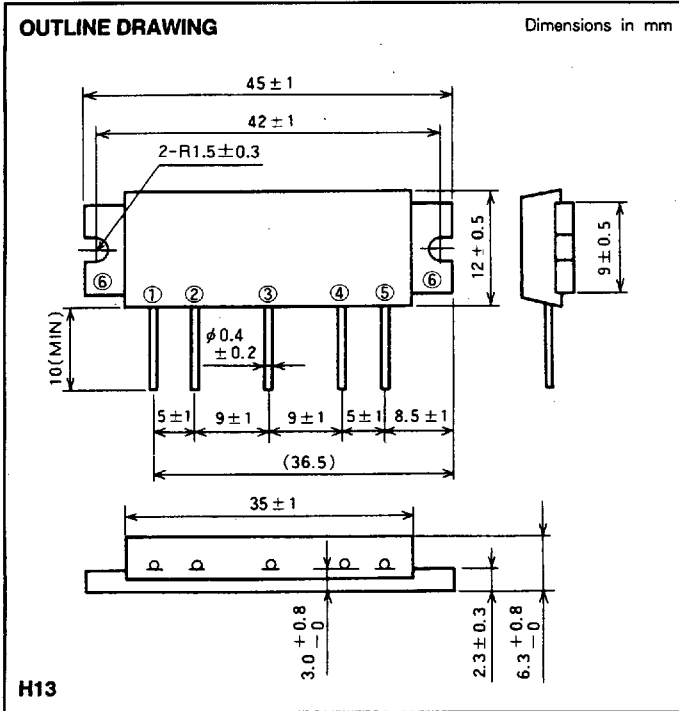 OUTLINE DRAWING
Dimensions in mm
45±1
42±1
2-R1.5±0.3
12±0.5
9±0.5
⑥
⑥
① ② ③ ④ ⑤
10(MIN)
φ0.4
±0.2
5±1 9±1 9±1 5±1 8.5±1
(36.5)
35±1
3.0 +0.8
−0
2.3±0.3
6.3 +0.8
−0
H13